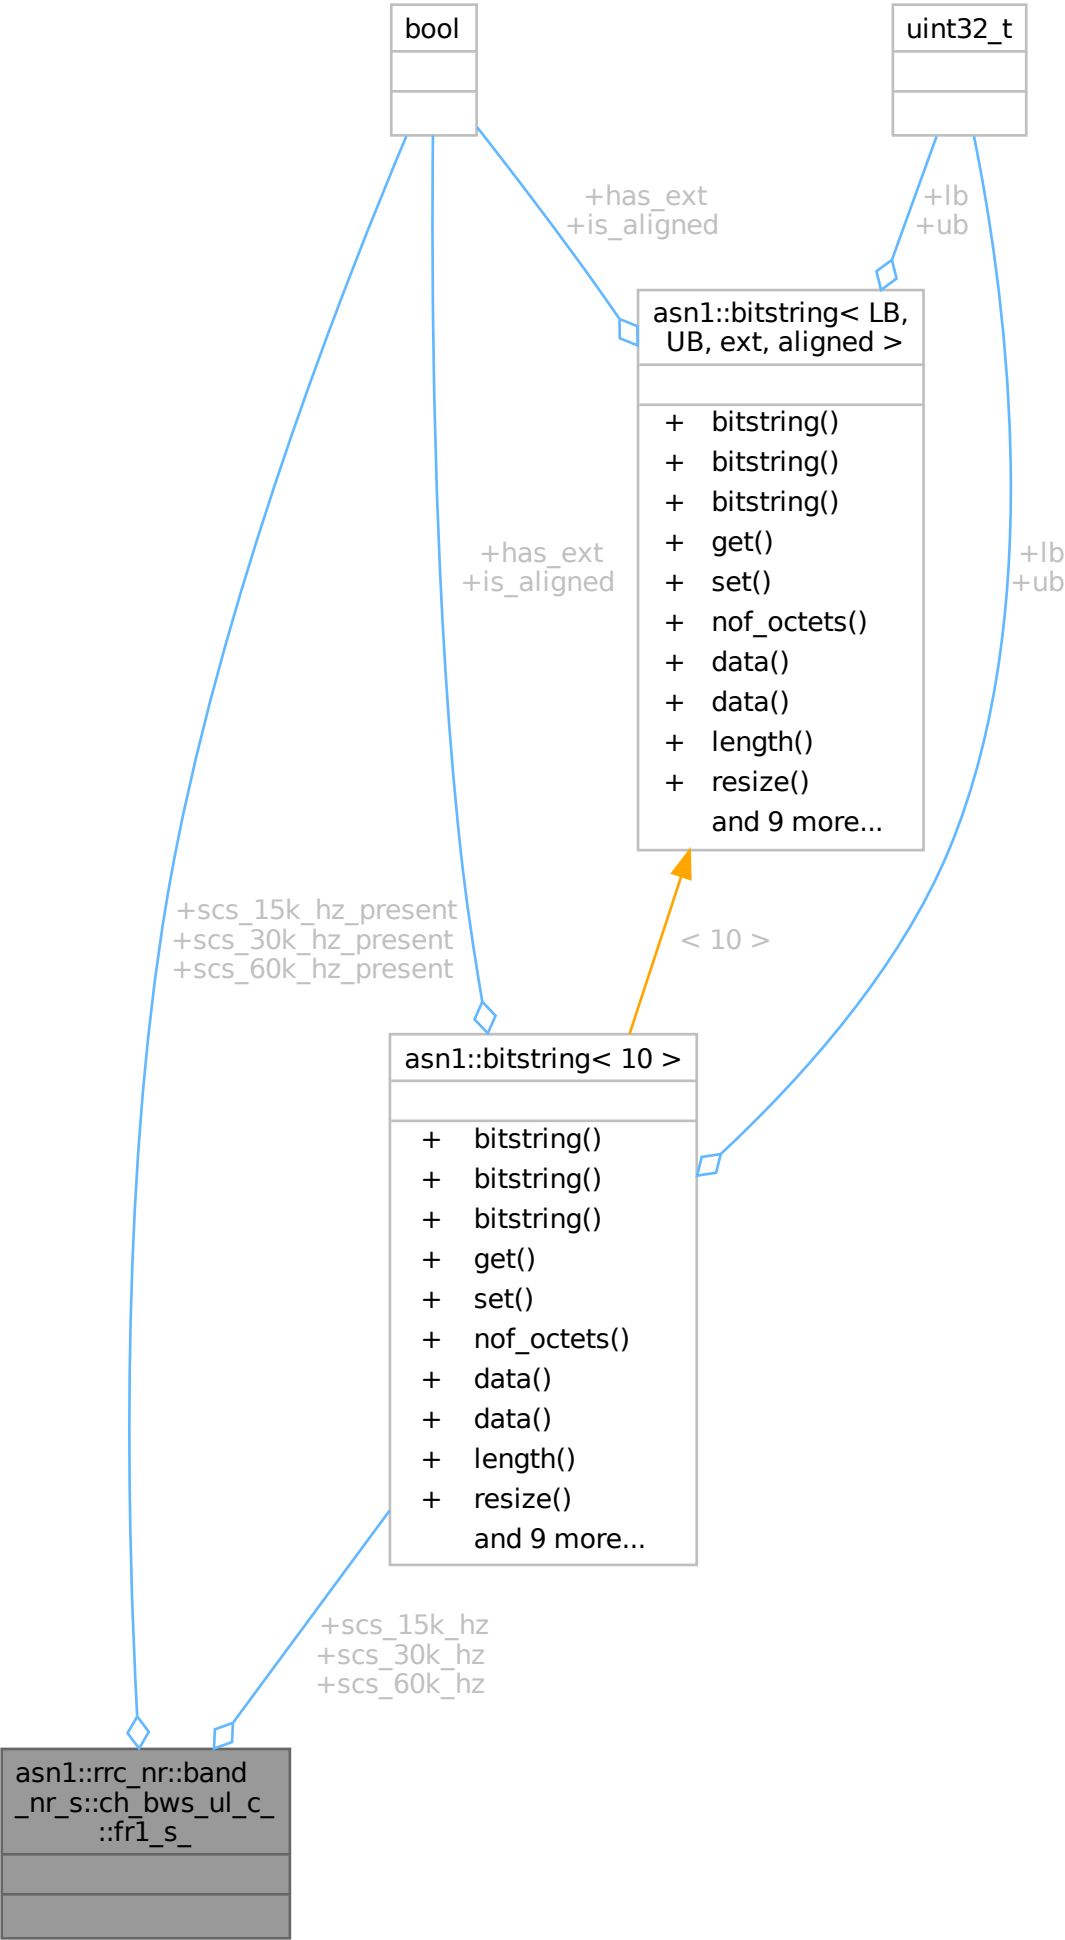 bool
uint32_t
+has_ext
+is_aligned
+lb
+ub
asn1::bitstring< LB,
UB, ext, aligned >
+ bitstring()
+ bitstring()
+ bitstring()
+ get()
+ set()
+ nof_octets()
+ data()
+ data()
+ length()
+ resize()
and 9 more...
+has_ext
+is_aligned
+lb
+ub
+scs_15k_hz_present
+scs_30k_hz_present
+scs_60k_hz_present
< 10 >
asn1::bitstring< 10 >
+ bitstring()
+ bitstring()
+ bitstring()
+ get()
+ set()
+ nof_octets()
+ data()
+ data()
+ length()
+ resize()
and 9 more...
+scs_15k_hz
+scs_30k_hz
+scs_60k_hz
asn1::rrc_nr::band
_nr_s::ch_bws_ul_c_
::fr1_s_